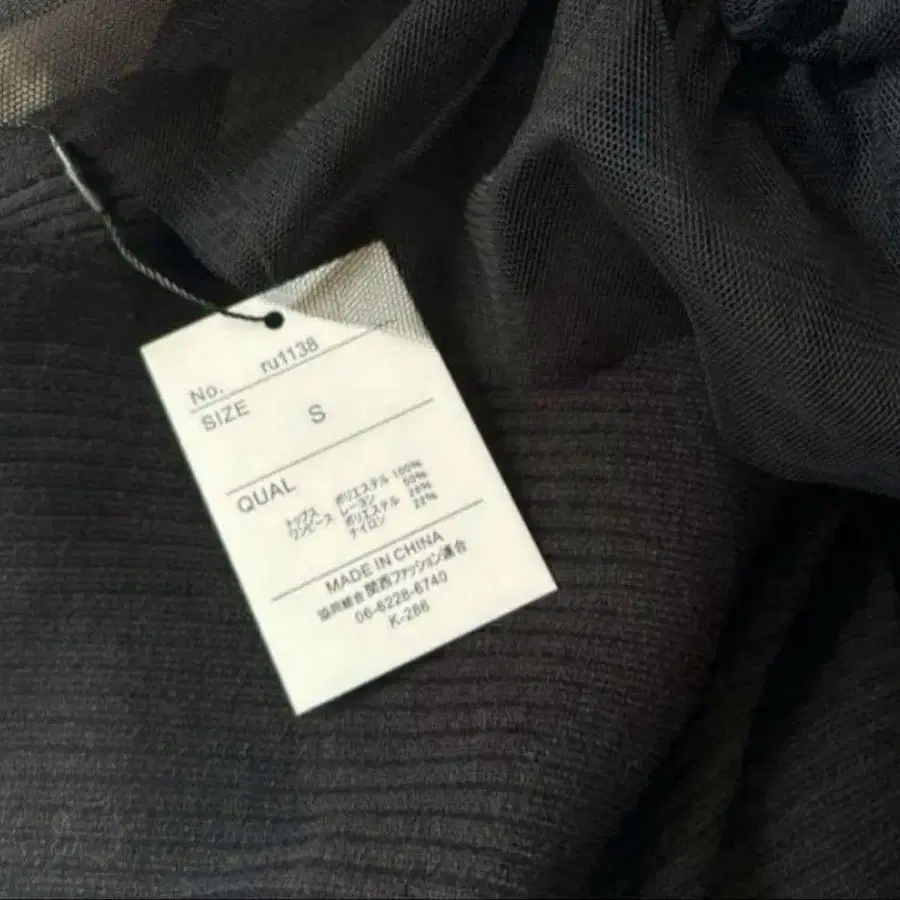 No. ru1138
SIZE S
QUAL
トップス ポリエステル 100%
ワンピース レーヨン 50%
ポリエステル 28%
ナイロン 22%
MADE IN CHINA
協同組合関西ファッション連合
06-6228-6740
K-286